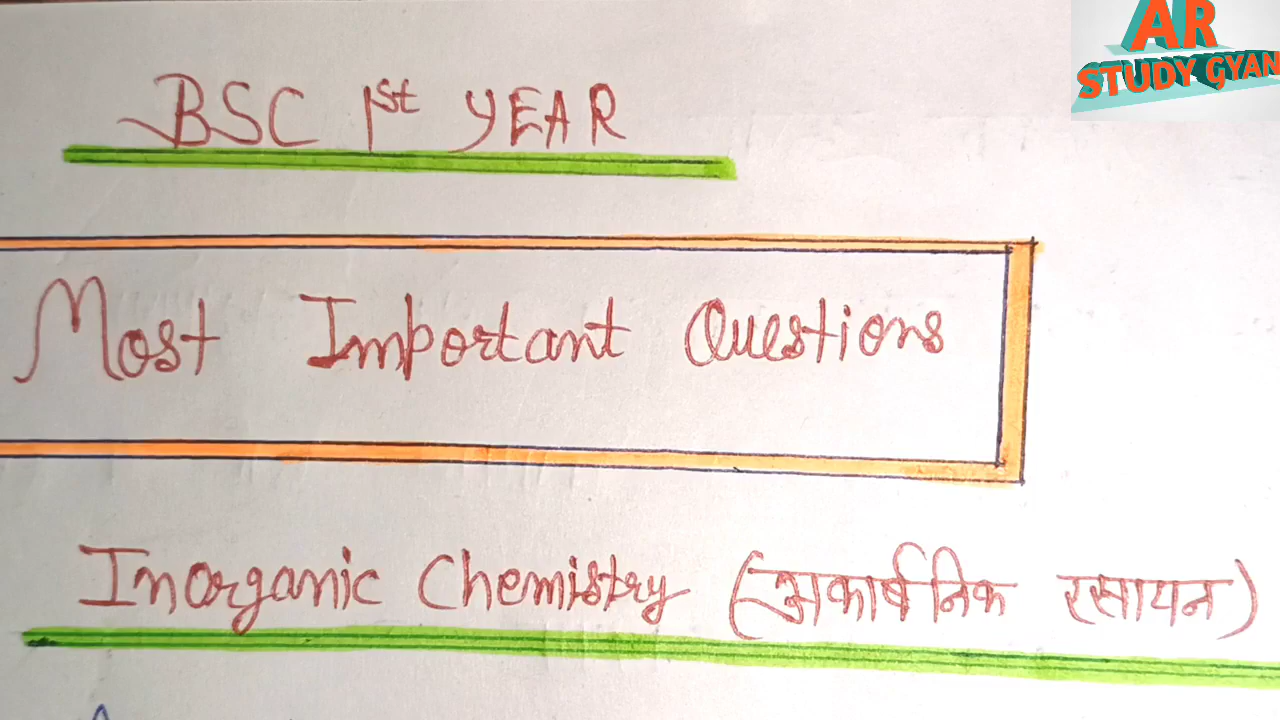 AR
STUDY GYAN
BSC 1st YEAR
Most Important Questions
Inorganic Chemistry (अकार्बनिक रसायन)